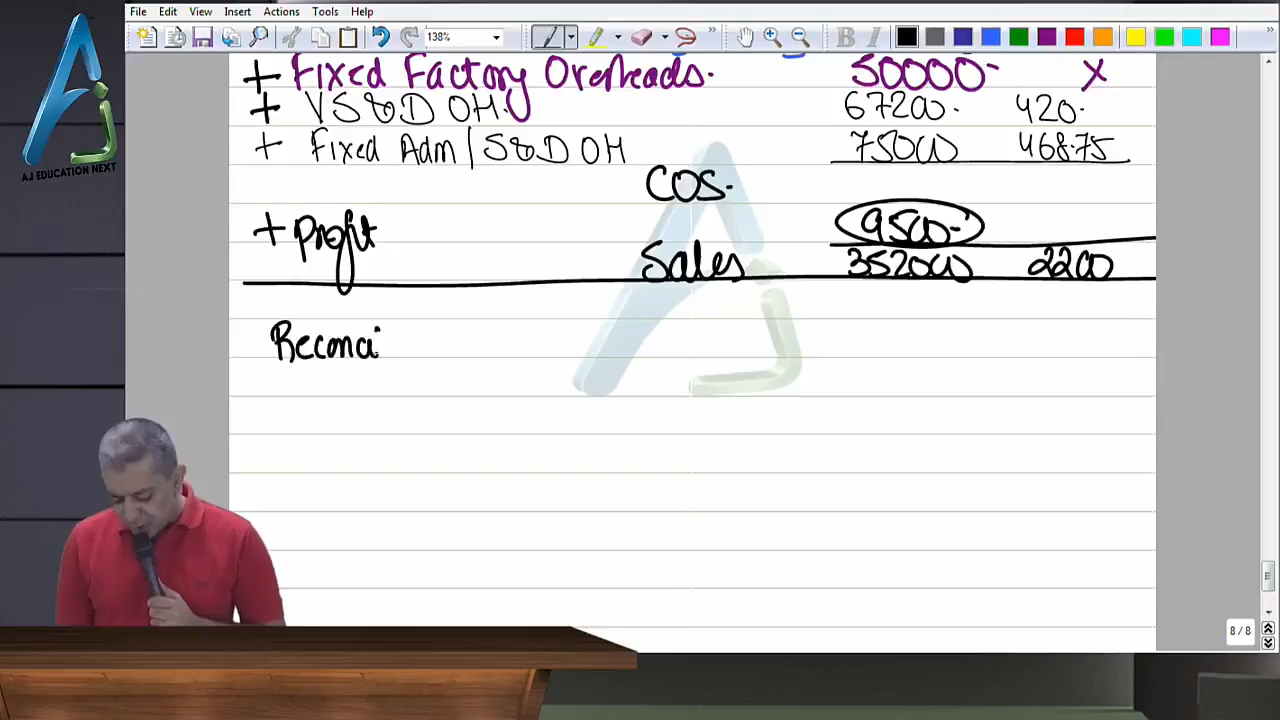 File Edit View Insert Actions Tools Help
138%
+ Fixed Factory Overheads. 50000- X
+ VS&D OH. 67200- 420-
+ Fixed Adm/S&D OH 75000 468.75
COS.
+ Profit 9500-
Sales 352000 2200
Reconci
AJ EDUCATION NEXT
8 / 8